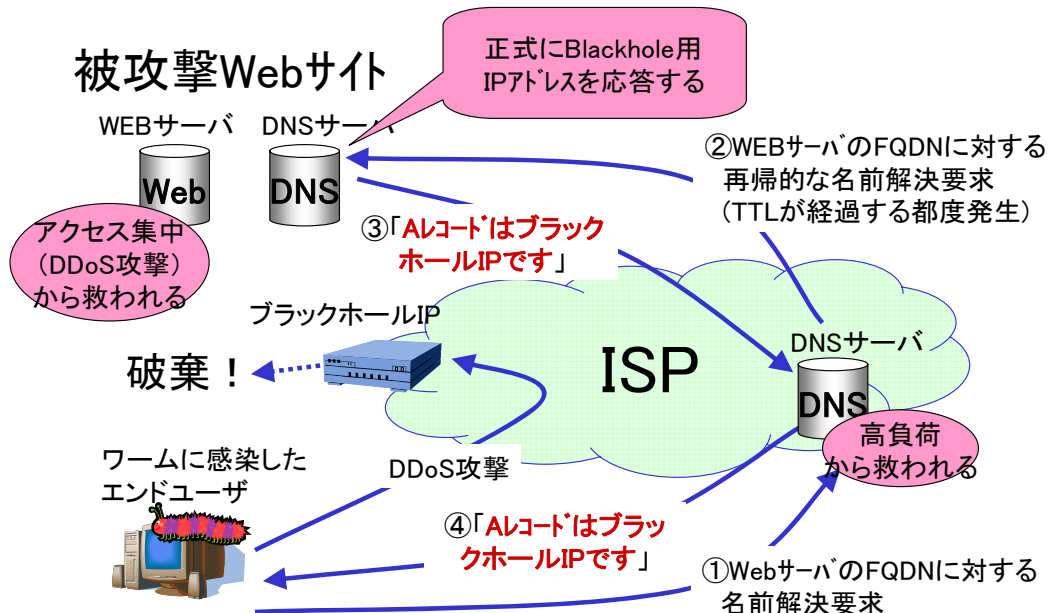 正式にBlackhole用
IPアドレスを応答する
被攻撃Webサイト
WEBサーバ
DNSサーバ
Web
DNS
アクセス集中
（DDoS攻撃）
から救われる
②WEBサーバのFQDNに対する
再帰的な名前解決要求
（TTLが経過する都度発生）
③「Aレコードはブラック
ホールIPです」
ブラックホールIP
破棄！
ISP
DNSサーバ
DNS
高負荷
から救われる
ワームに感染した
エンドユーザ
DDoS攻撃
④「Aレコードはブラッ
クホールIPです」
①WebサーバのFQDNに対する
名前解決要求